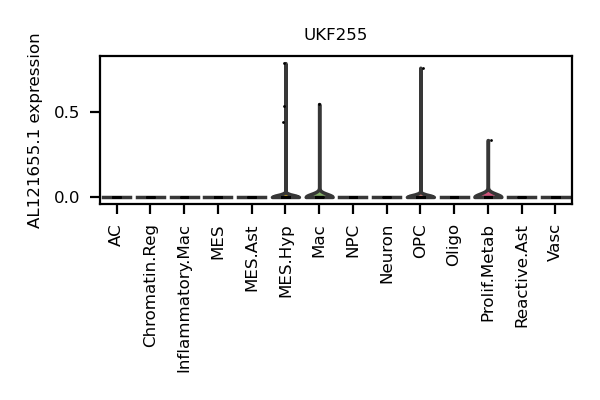 UKF255
AL121655.1 expression
0.5
0.0
AC
Chromatin.Reg
Inflammatory.Mac
MES
MES.Ast
MES.Hyp
Mac
NPC
Neuron
OPC
Oligo
Prolif.Metab
Reactive.Ast
Vasc